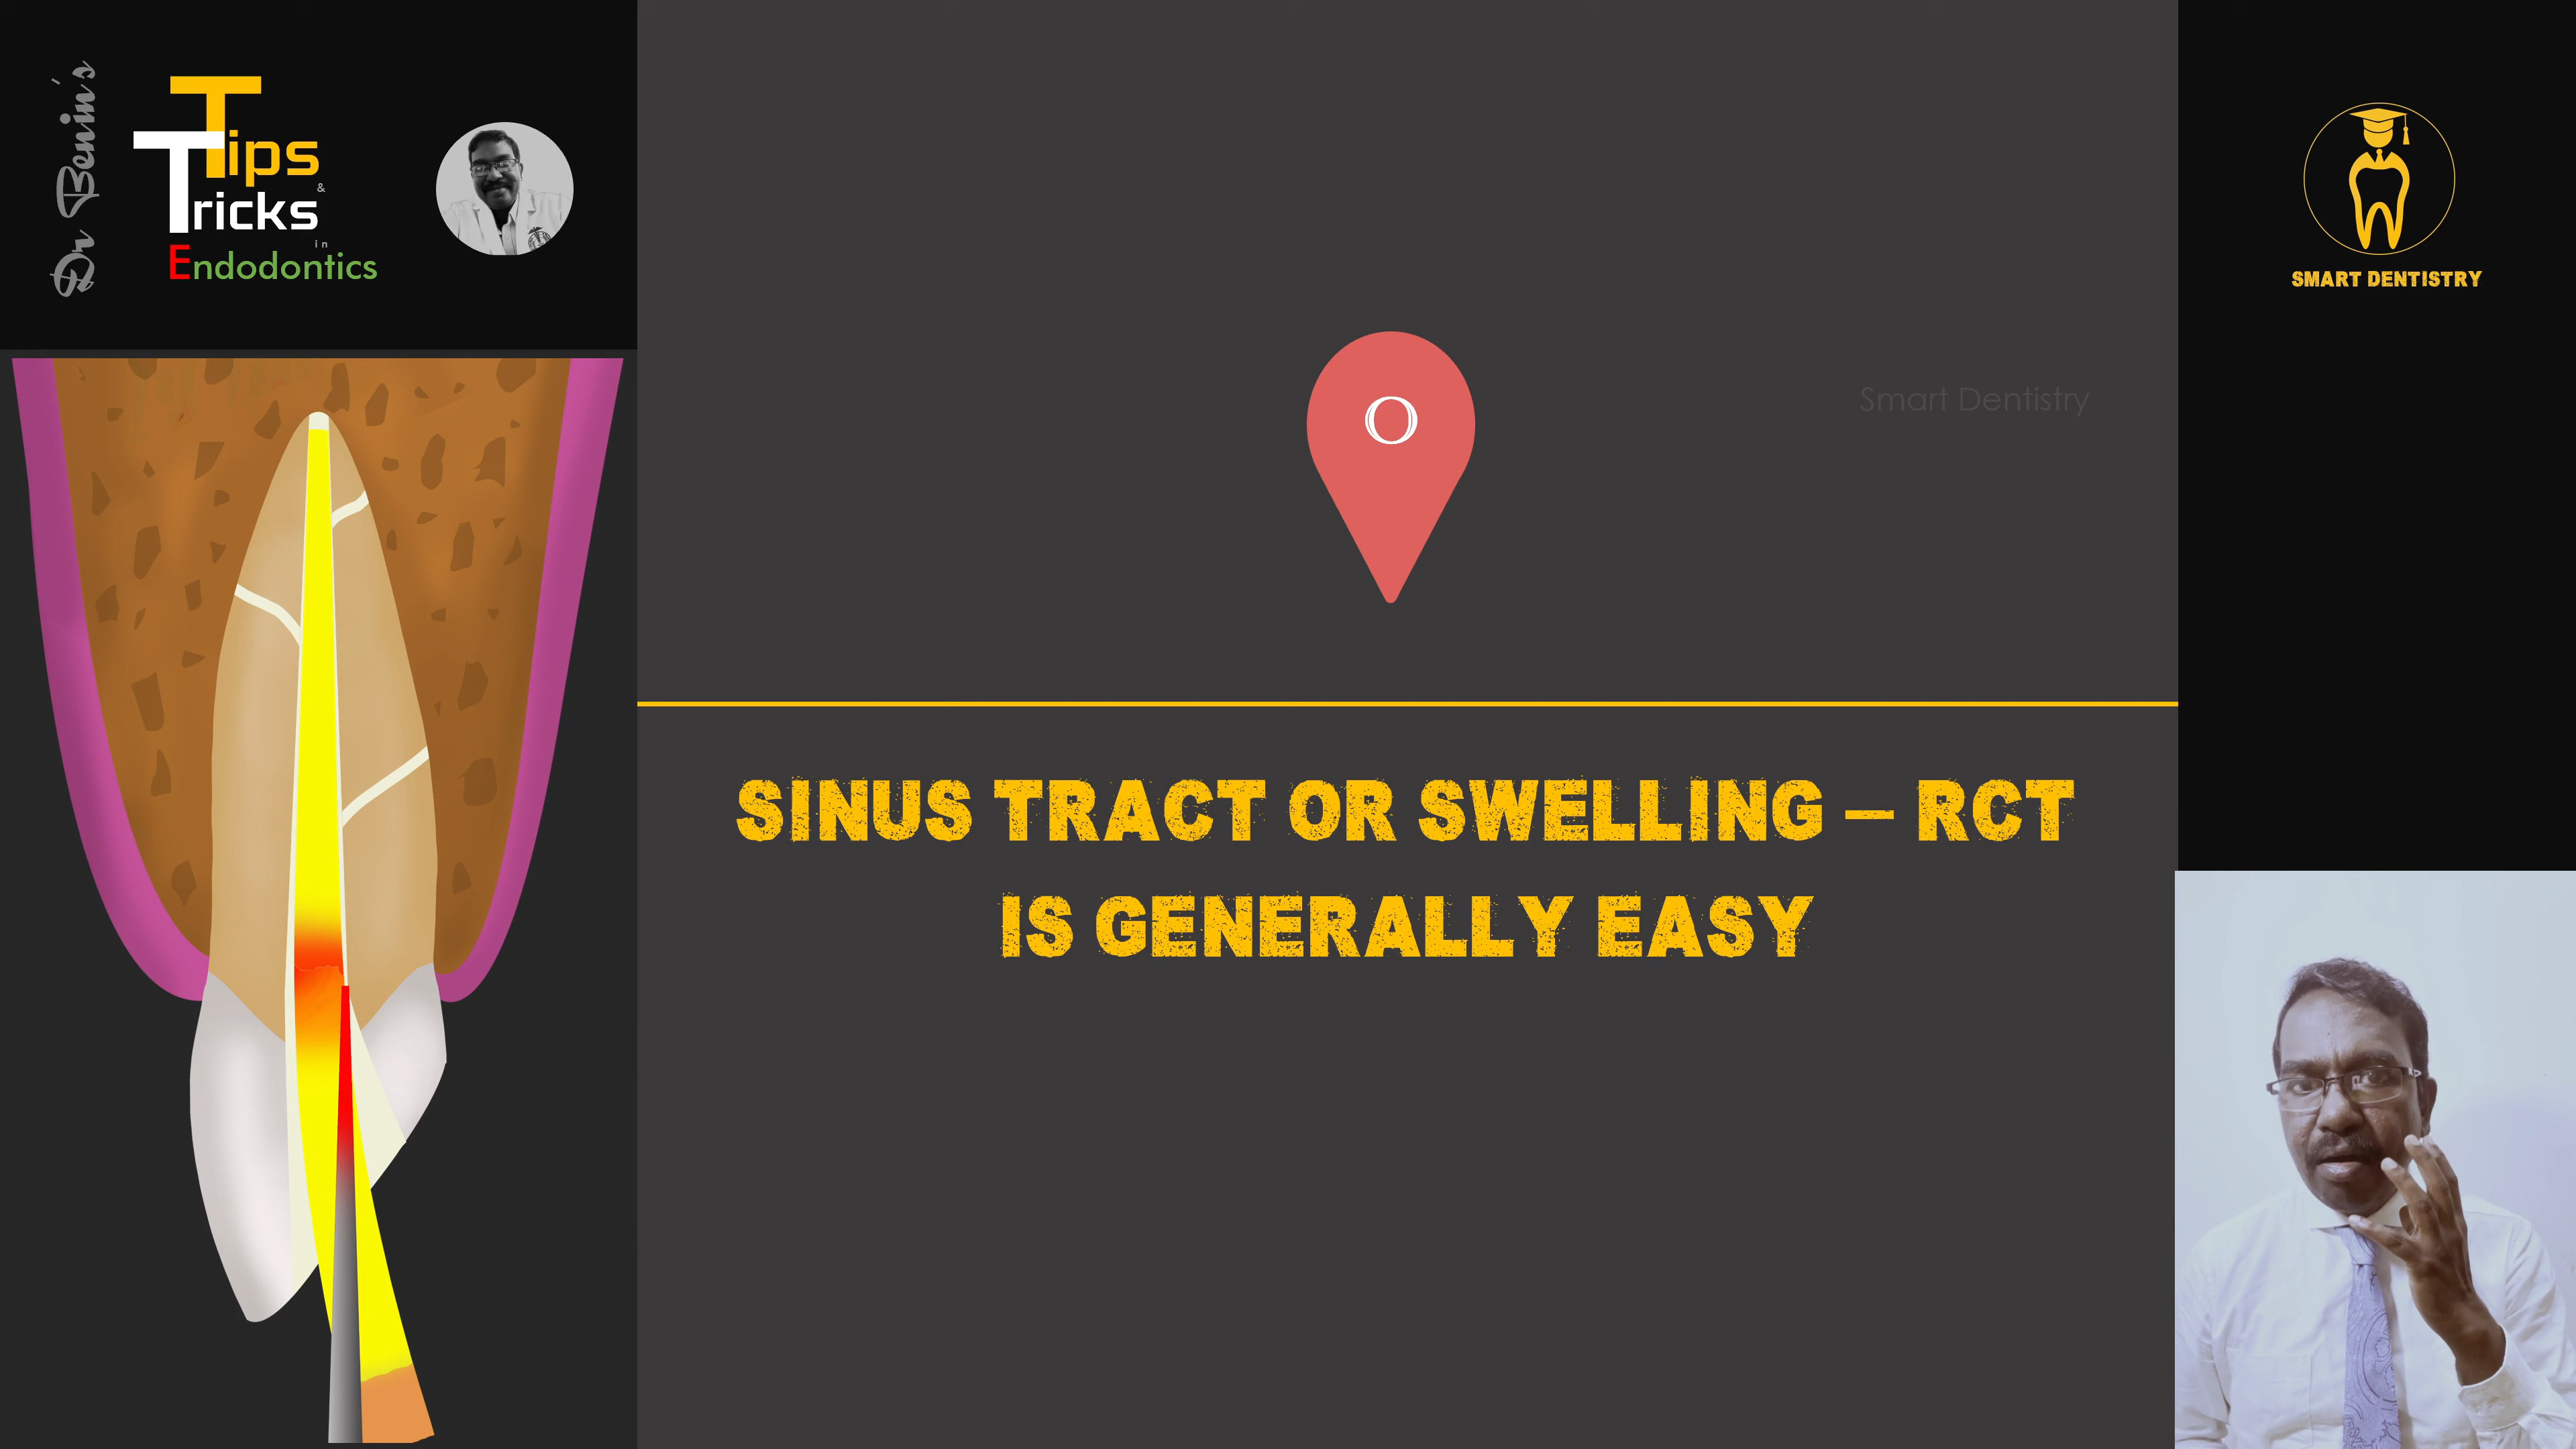 Dr Benin's
Tips
&
Tricks
in
Endodontics
SMART DENTISTRY
O
Smart Dentistry
SINUS TRACT OR SWELLING – RCT
IS GENERALLY EASY